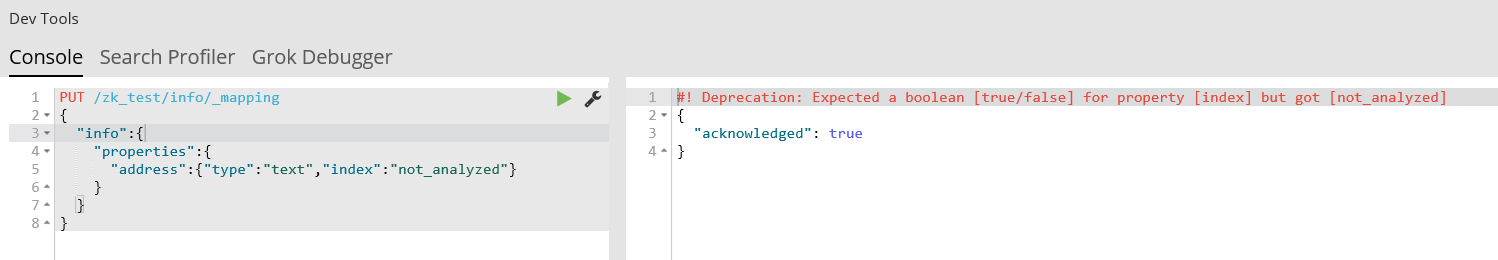 Dev Tools
Console Search Profiler Grok Debugger
1 PUT /zk_test/info/_mapping
2 {
3 "info":{
4 "properties":{
5 "address":{"type":"text","index":"not_analyzed"}
6 }
7 }
8 }
1 #! Deprecation: Expected a boolean [true/false] for property [index] but got [not_analyzed]
2 {
3 "acknowledged": true
4 }